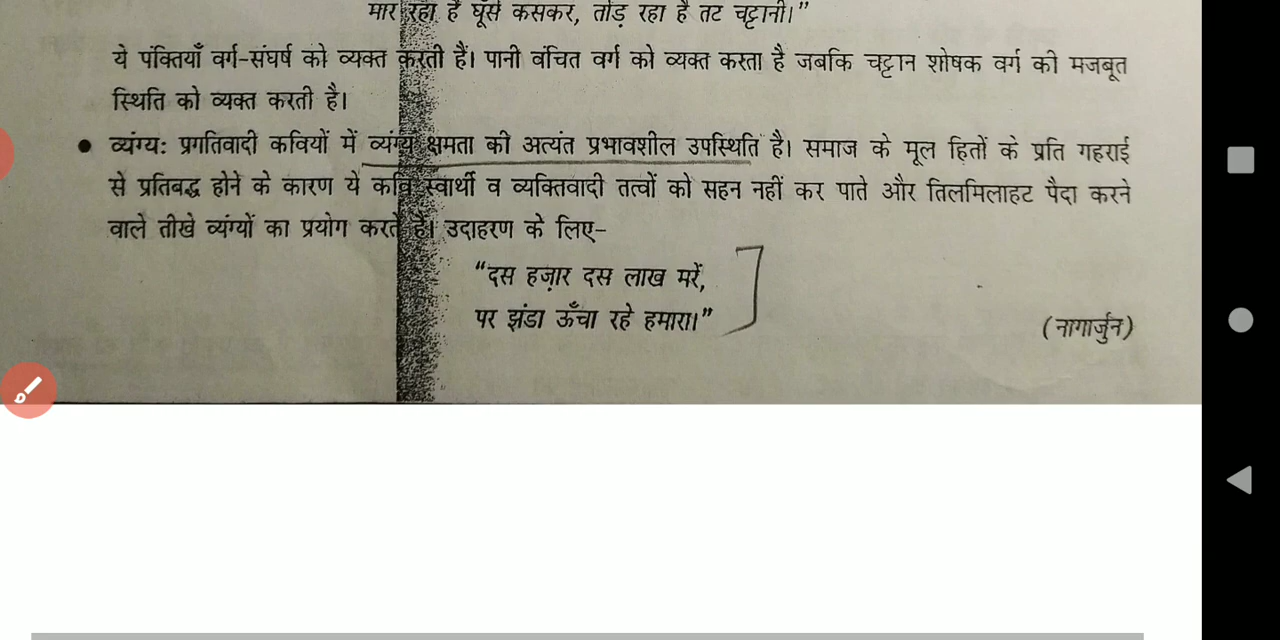 मार रहा है घूँसे कसकर, तोड़ रहा है तट चट्टानी।”
ये पंक्तियाँ वर्ग-संघर्ष को व्यक्त करती हैं। पानी वंचित वर्ग को व्यक्त करता है जबकि चट्टान शोषक वर्ग की मजबूत
स्थिति को व्यक्त करती है।
● व्यंग्य: प्रगतिवादी कवियों में व्यंग्य क्षमता की अत्यंत प्रभावशील उपस्थिति है। समाज के मूल हितों के प्रति गहराई
से प्रतिबद्ध होने के कारण ये कवि स्वार्थी व व्यक्तिवादी तत्वों को सहन नहीं कर पाते और तिलमिलाहट पैदा करने
वाले तीखे व्यंग्यों का प्रयोग करते हैं। उदाहरण के लिए-
“दस हज़ार दस लाख मरें,
पर झंडा ऊँचा रहे हमारा।”
(नागार्जुन)